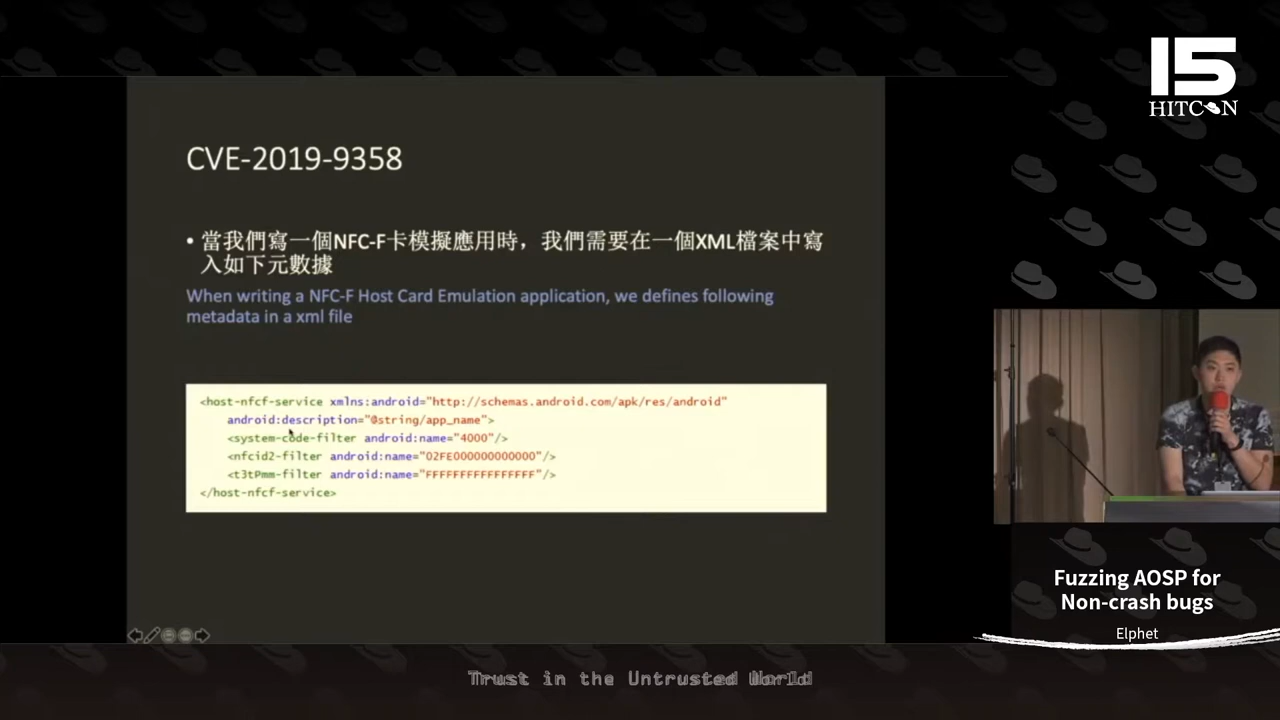 15
HITCON
CVE-2019-9358
• 當我們寫一個NFC-F卡模擬應用時，我們需要在一個XML檔案中寫
入如下元數據
When writing a NFC-F Host Card Emulation application, we defines following
metadata in a xml file
<host-nfcf-service xmlns:android="http://schemas.android.com/apk/res/android"
android:description="@string/app_name">
<system-code-filter android:name="4000"/>
<nfcid2-filter android:name="02FE000000000000"/>
<t3tPmm-filter android:name="FFFFFFFFFFFFFFFF"/>
</host-nfcf-service>
Fuzzing AOSP for
Non-crash bugs
Elphet
Trust in the Untrusted World